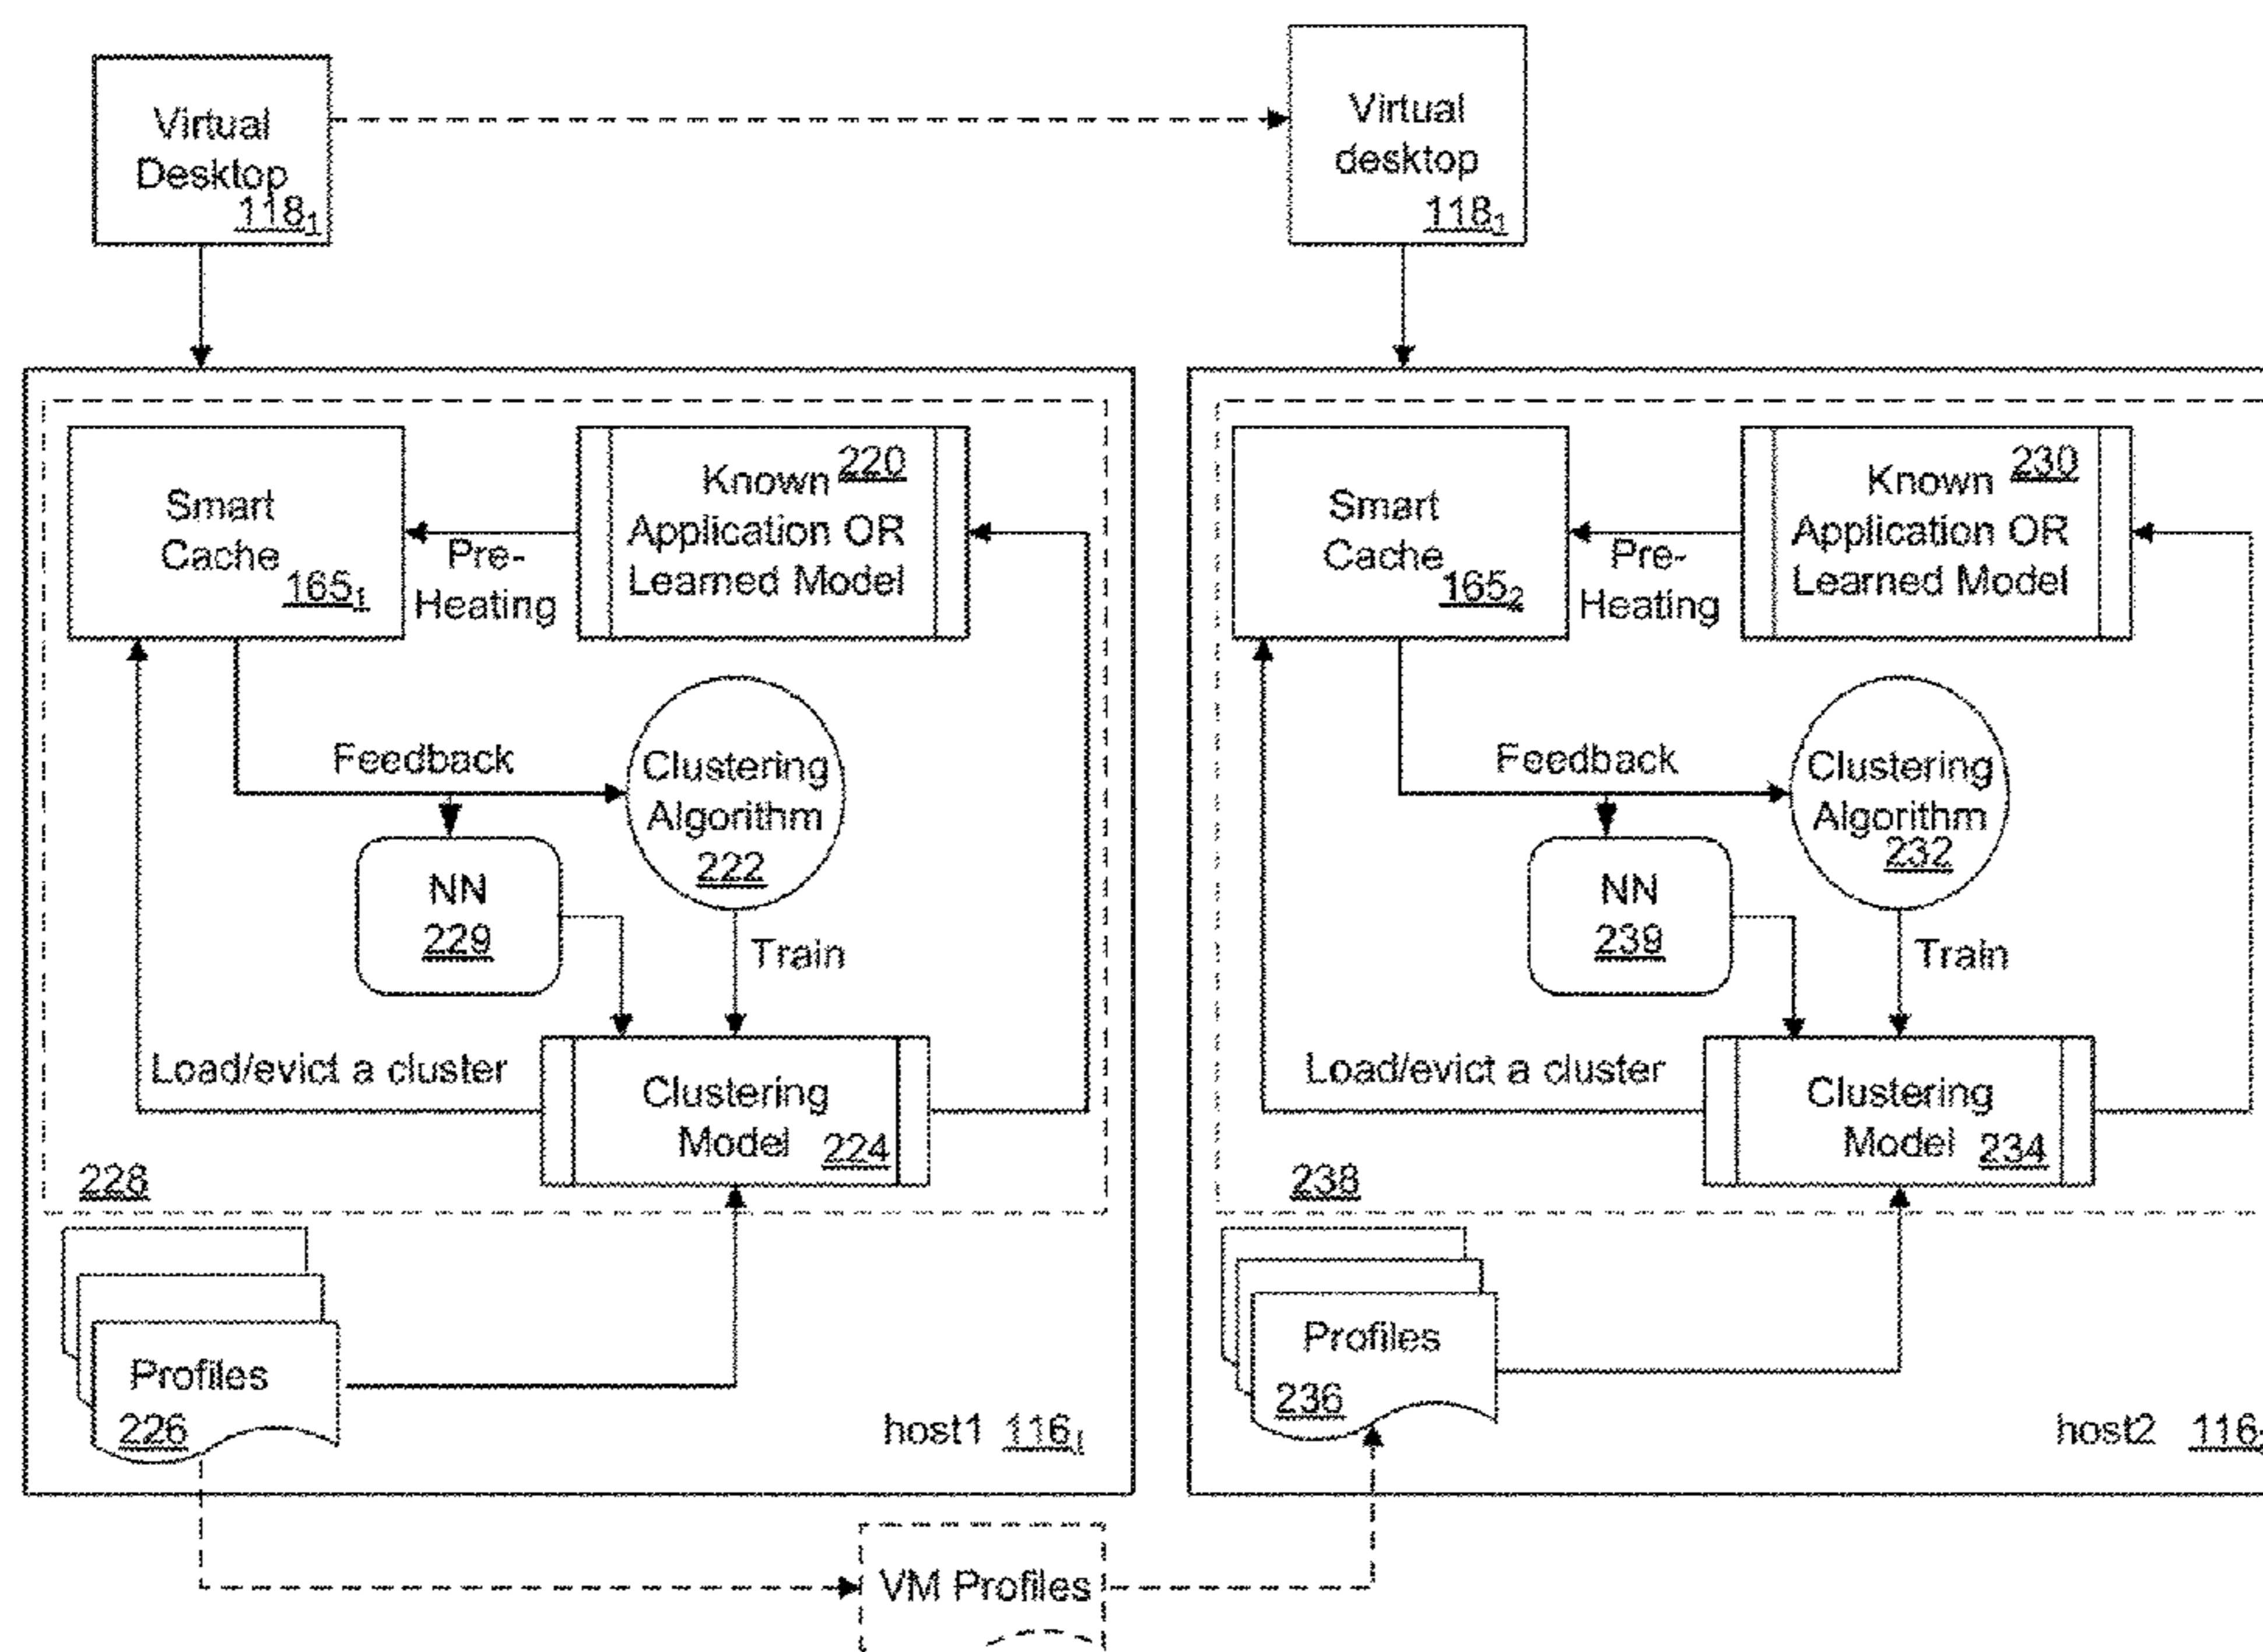 Virtual
Desktop
118₁
Virtual
desktop
118₁
Smart
Cache
165₁
Pre-
Heating
220
Known
Application OR
Learned Model
Feedback
Clustering
Algorithm
222
NN
229
Train
Load/evict a cluster
Clustering
Model 224
228
Profiles
226
host1 116₁
Smart
Cache
165₂
Pre-
Heating
230
Known
Application OR
Learned Model
Feedback
Clustering
Algorithm
232
NN
239
Train
Load/evict a cluster
Clustering
Model 234
238
Profiles
236
host2 116
VM Profiles